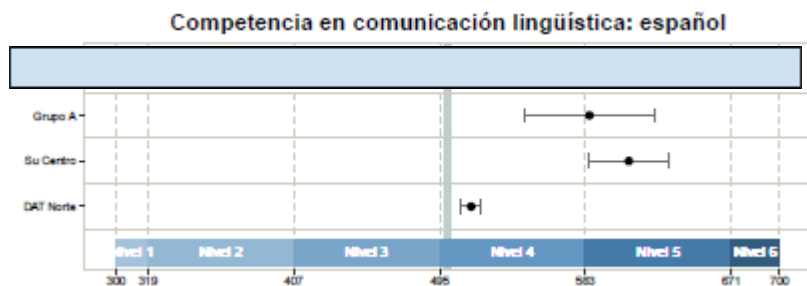 Competencia en comunicación lingüística: español
Grupo A
Su Centro
DAT Norte
Nivel 1 Nivel 2 Nivel 3 Nivel 4 Nivel 5 Nivel 6
300 319 407 495 583 671 700